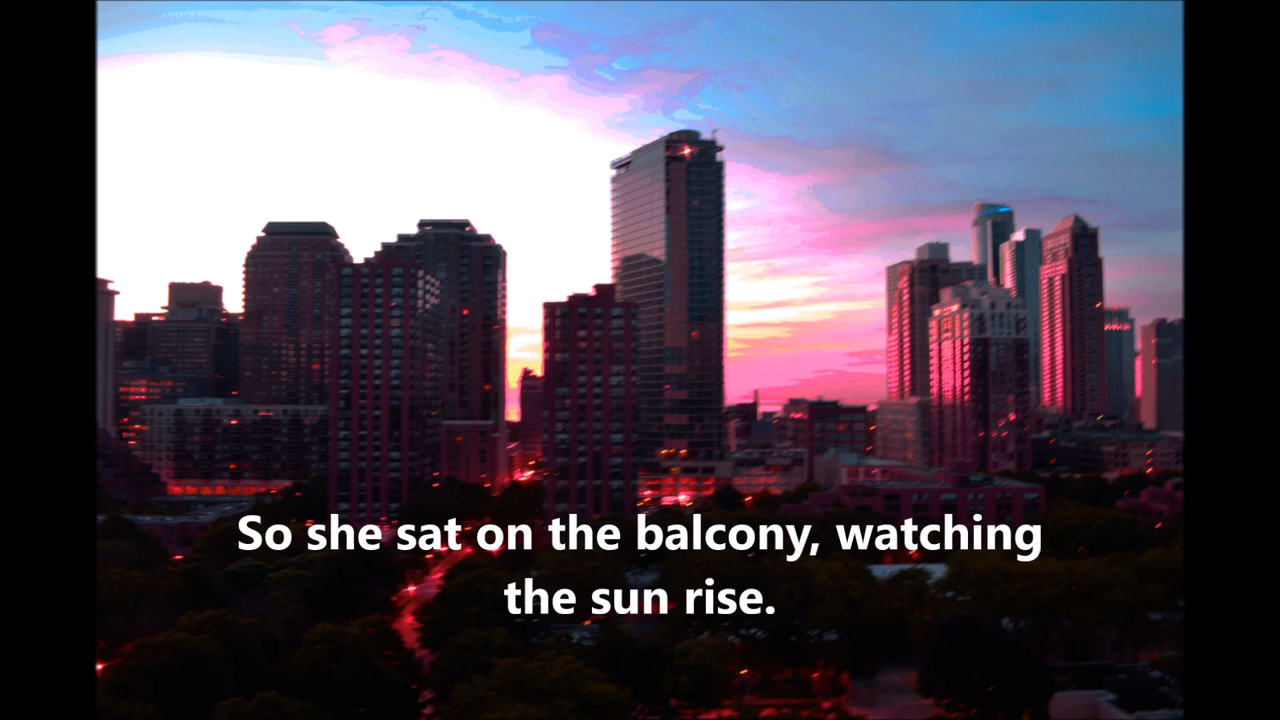 So she sat on the balcony, watching
the sun rise.